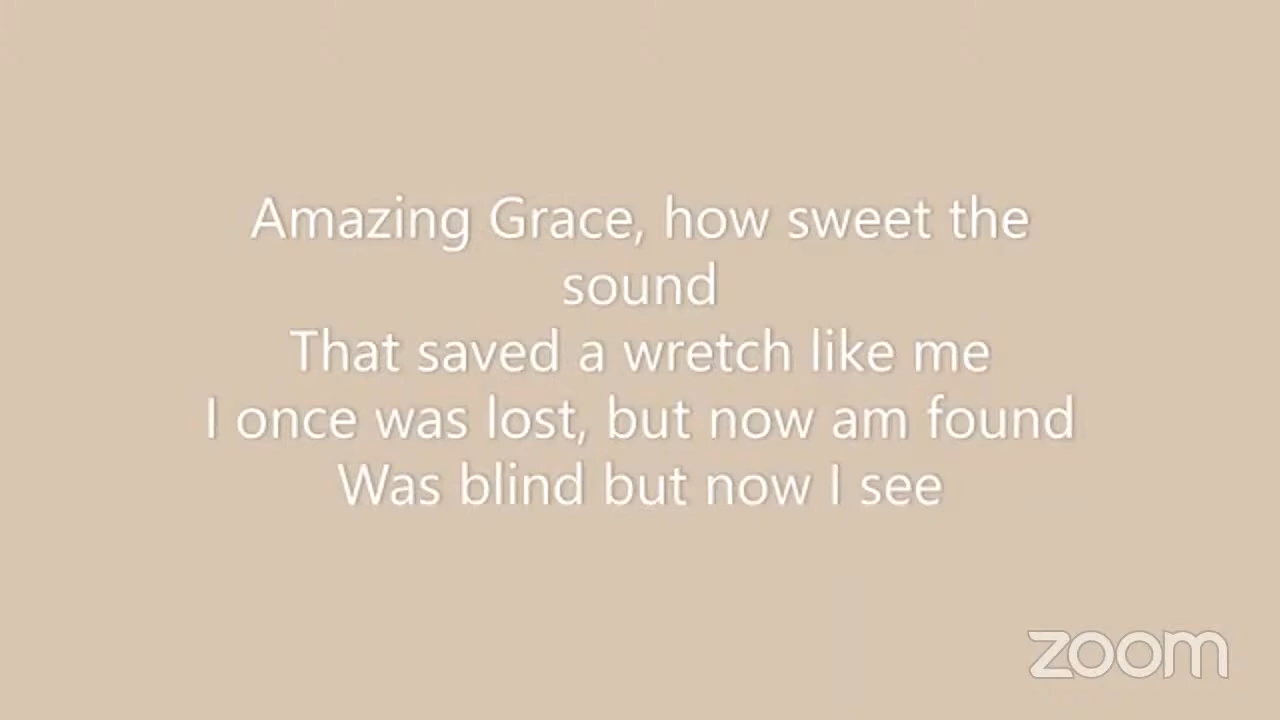 Amazing Grace, how sweet the
sound
That saved a wretch like me
I once was lost, but now am found
Was blind but now I see
zoom